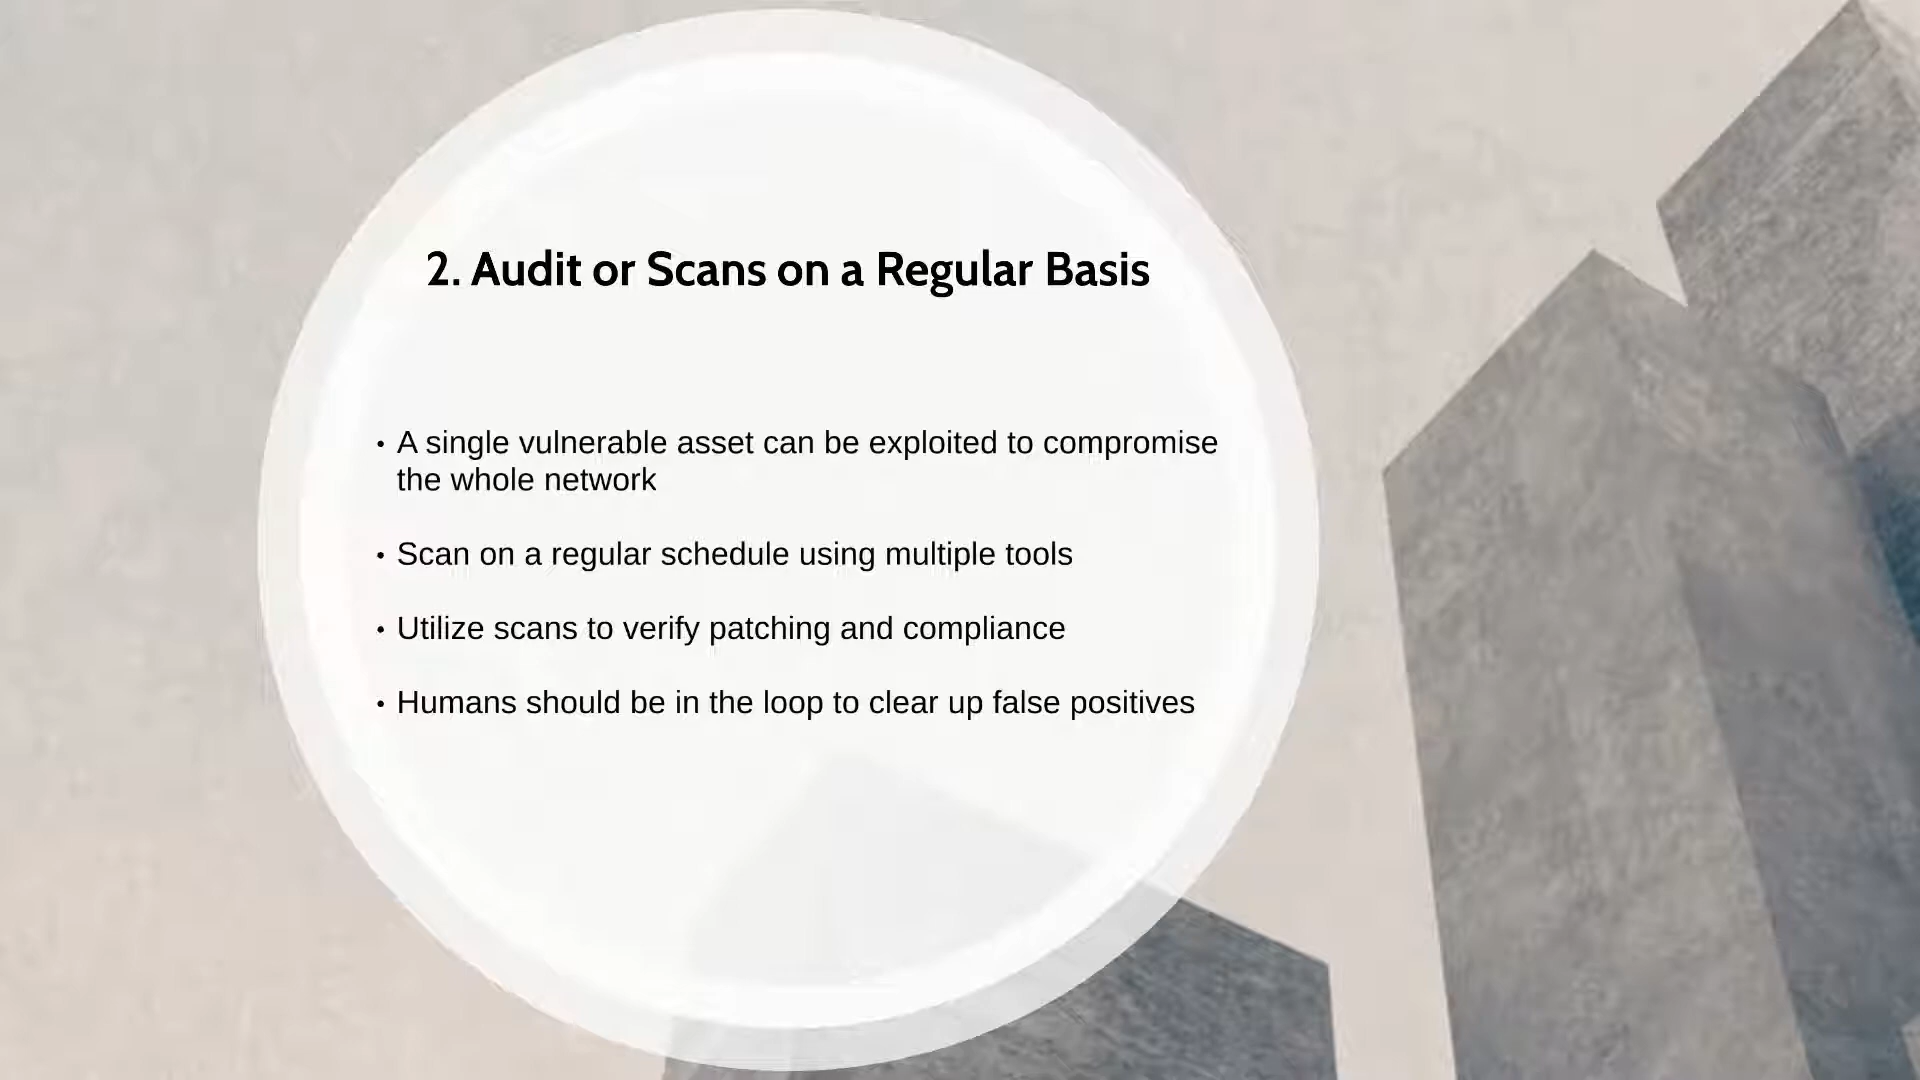 2. Audit or Scans on a Regular Basis
• A single vulnerable asset can be exploited to compromise
the whole network
• Scan on a regular schedule using multiple tools
• Utilize scans to verify patching and compliance
• Humans should be in the loop to clear up false positives